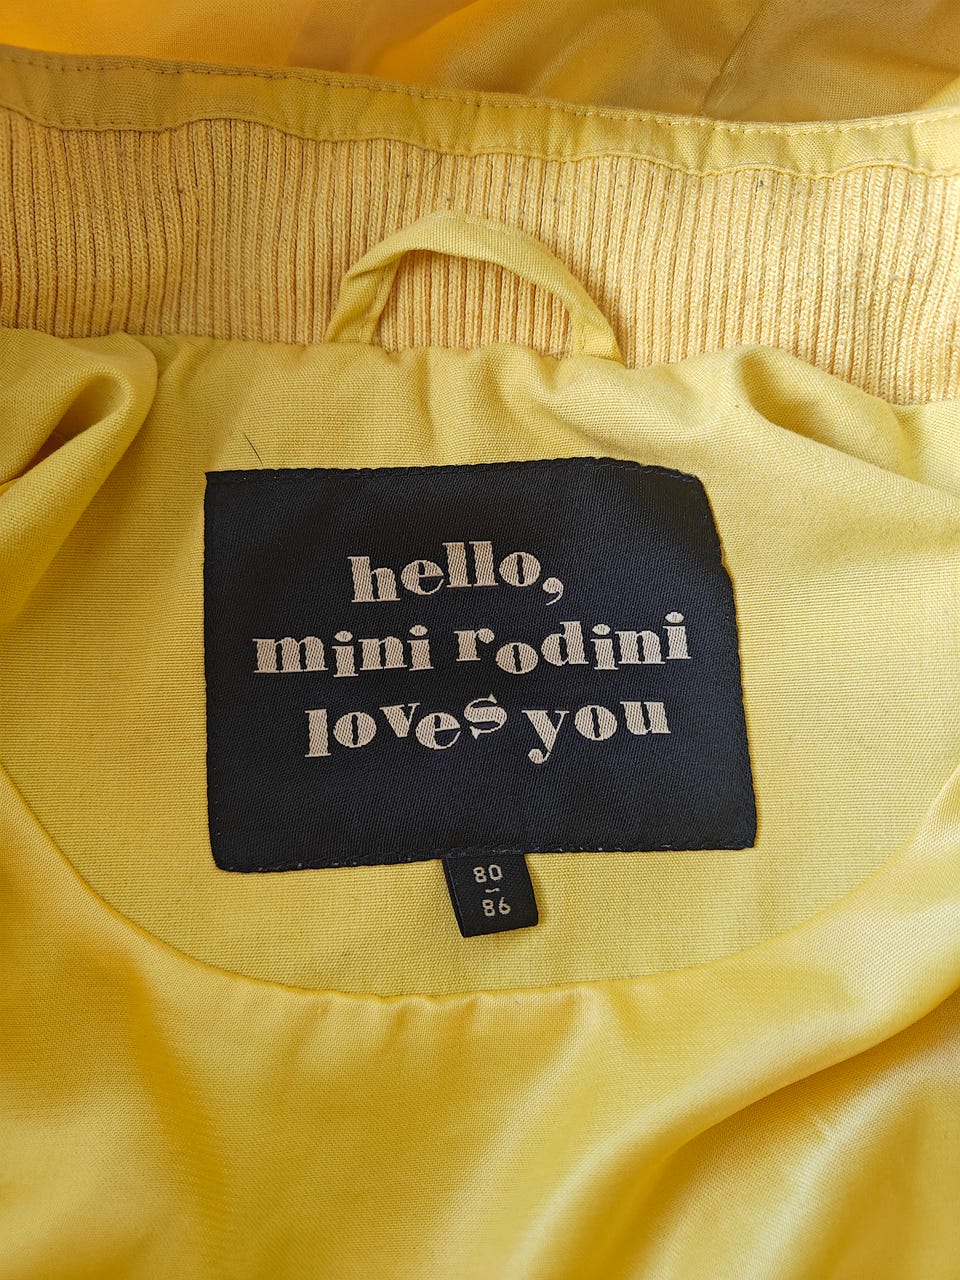 hello,
mini rodini
loves you
80
–
86